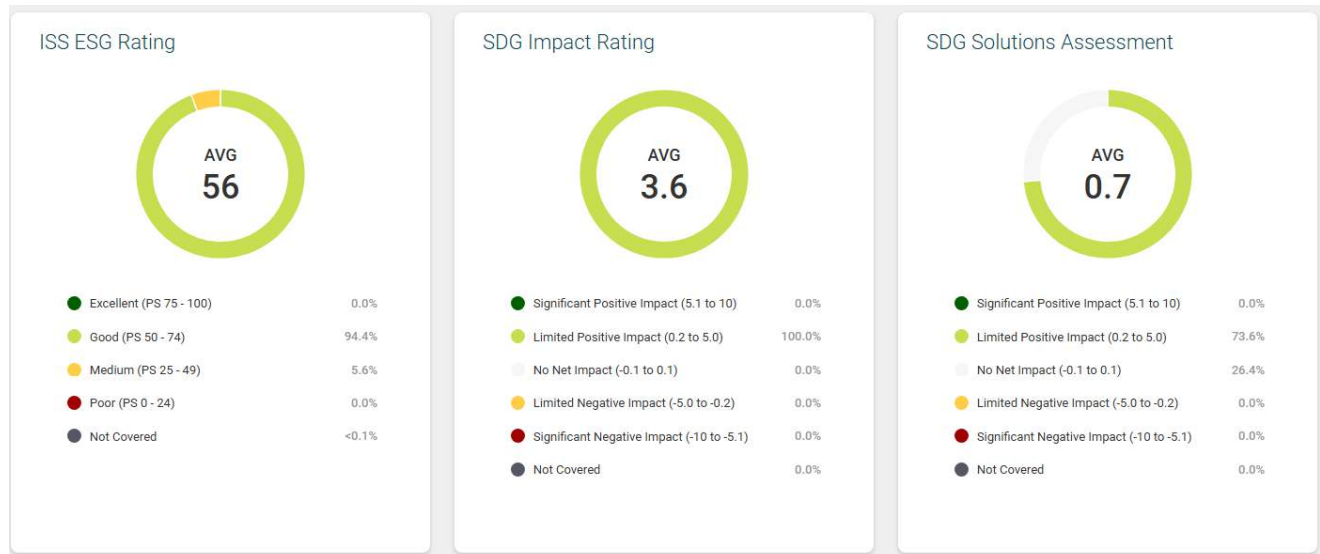 ISS ESG Rating
AVG
56
Excellent (PS 75 - 100) 0.0%
Good (PS 50 - 74) 94.4%
Medium (PS 25 - 49) 5.6%
Poor (PS 0 - 24) 0.0%
Not Covered <0.1%
SDG Impact Rating
AVG
3.6
Significant Positive Impact (5.1 to 10) 0.0%
Limited Positive Impact (0.2 to 5.0) 100.0%
No Net Impact (-0.1 to 0.1) 0.0%
Limited Negative Impact (-5.0 to -0.2) 0.0%
Significant Negative Impact (-10 to -5.1) 0.0%
Not Covered 0.0%
SDG Solutions Assessment
AVG
0.7
Significant Positive Impact (5.1 to 10) 0.0%
Limited Positive Impact (0.2 to 5.0) 73.6%
No Net Impact (-0.1 to 0.1) 26.4%
Limited Negative Impact (-5.0 to -0.2) 0.0%
Significant Negative Impact (-10 to -5.1) 0.0%
Not Covered 0.0%